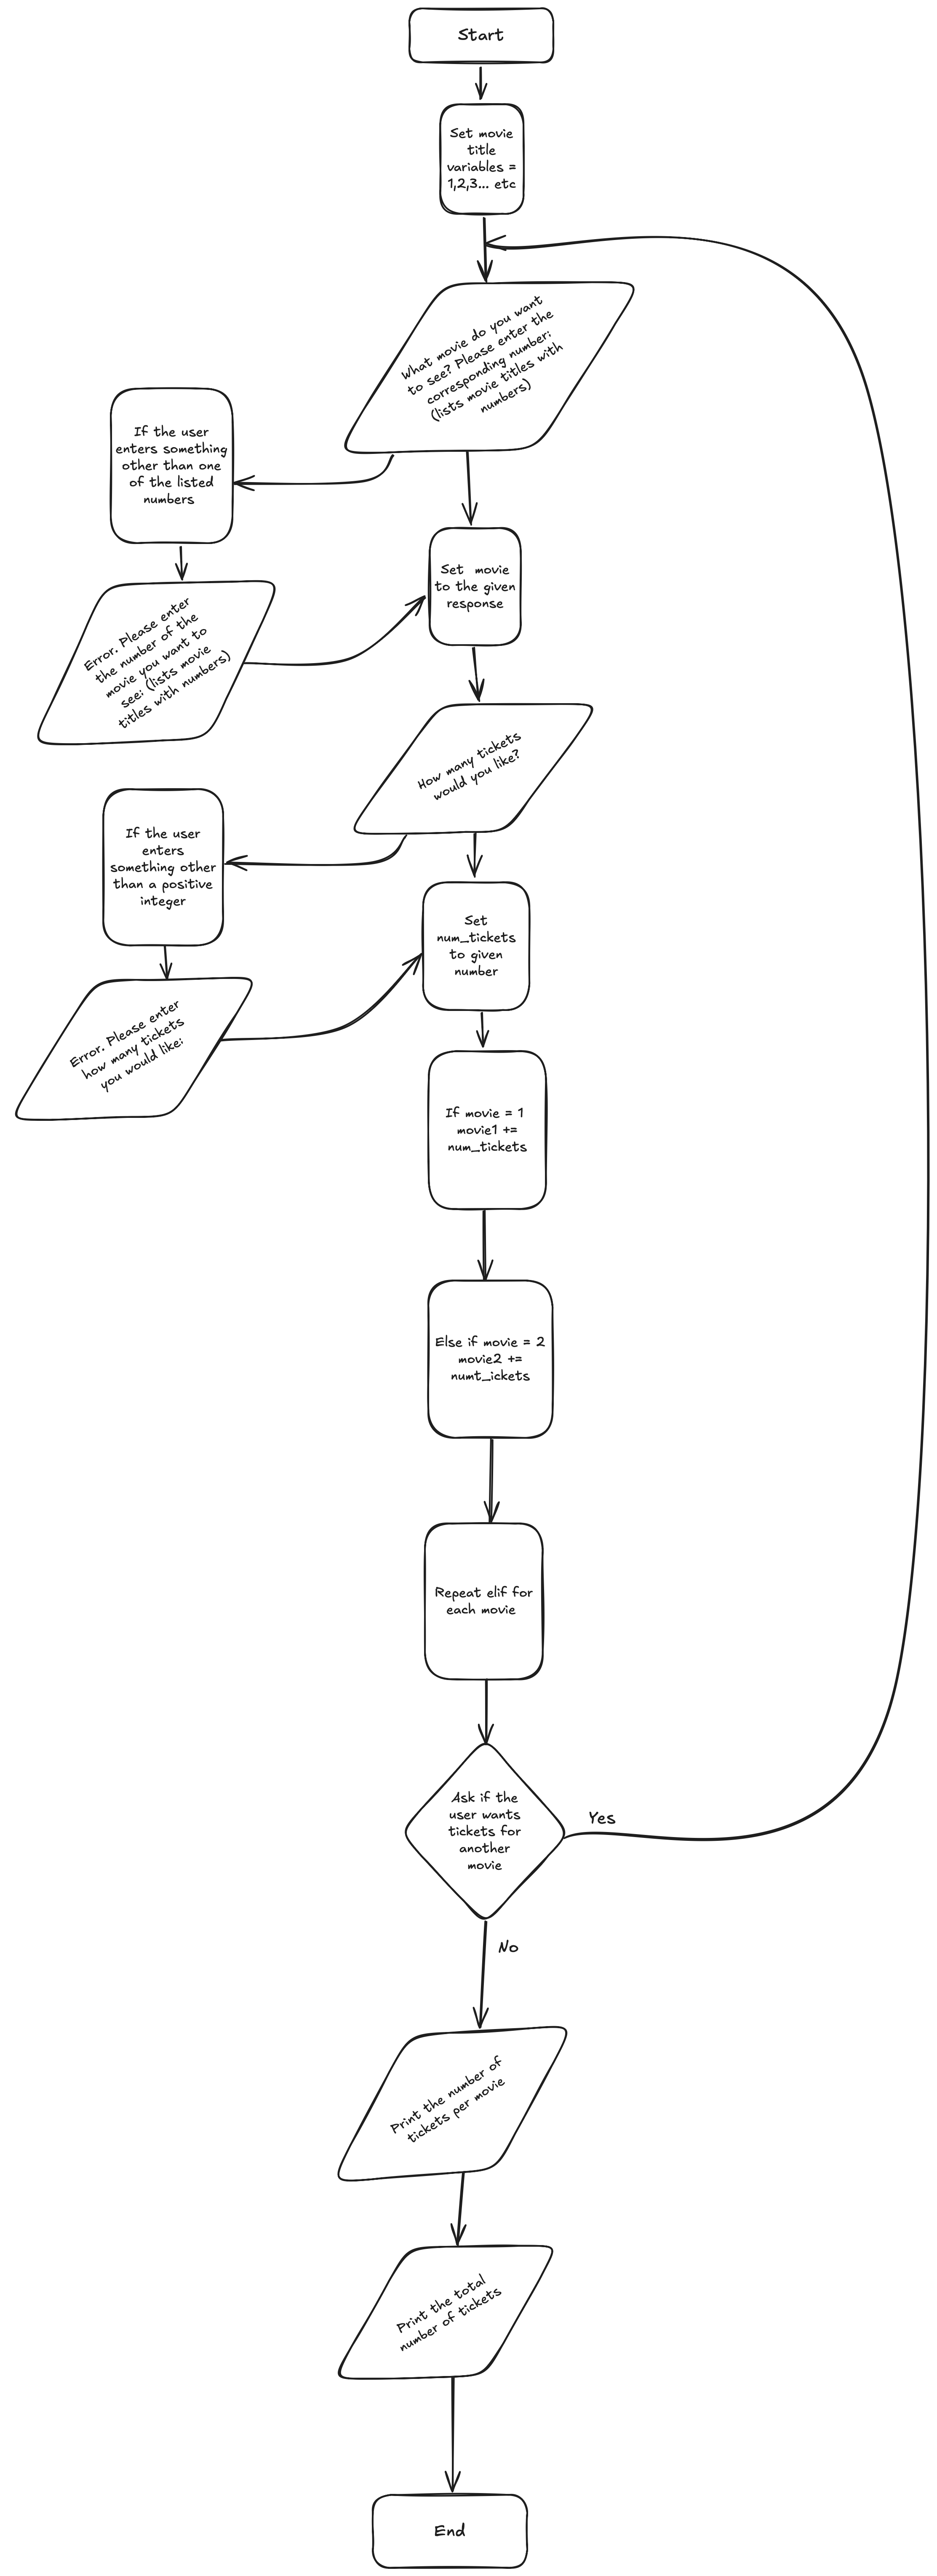 Start
Set movie
title
variables =
1,2,3... etc
What movie do you want
to see? Please enter the
corresponding number:
(lists movie titles with
numbers)
If the user
enters something
other than one
of the listed
numbers
Set movie
to the given
response
Error. Please enter
the number of the
movie you want to
see: (lists movie
titles with numbers)
How many tickets
would you like?
If the user
enters
something other
than a positive
integer
Set
num_tickets
to given
number
Error. Please enter
how many tickets
you would like:
If movie = 1
movie1 +=
num_tickets
Else if movie = 2
movie2 +=
numt_ickets
Repeat elif for
each movie
Ask if the
user wants
tickets for
another
movie
Yes
No
Print the number of
tickets per movie
Print the total
number of tickets
End